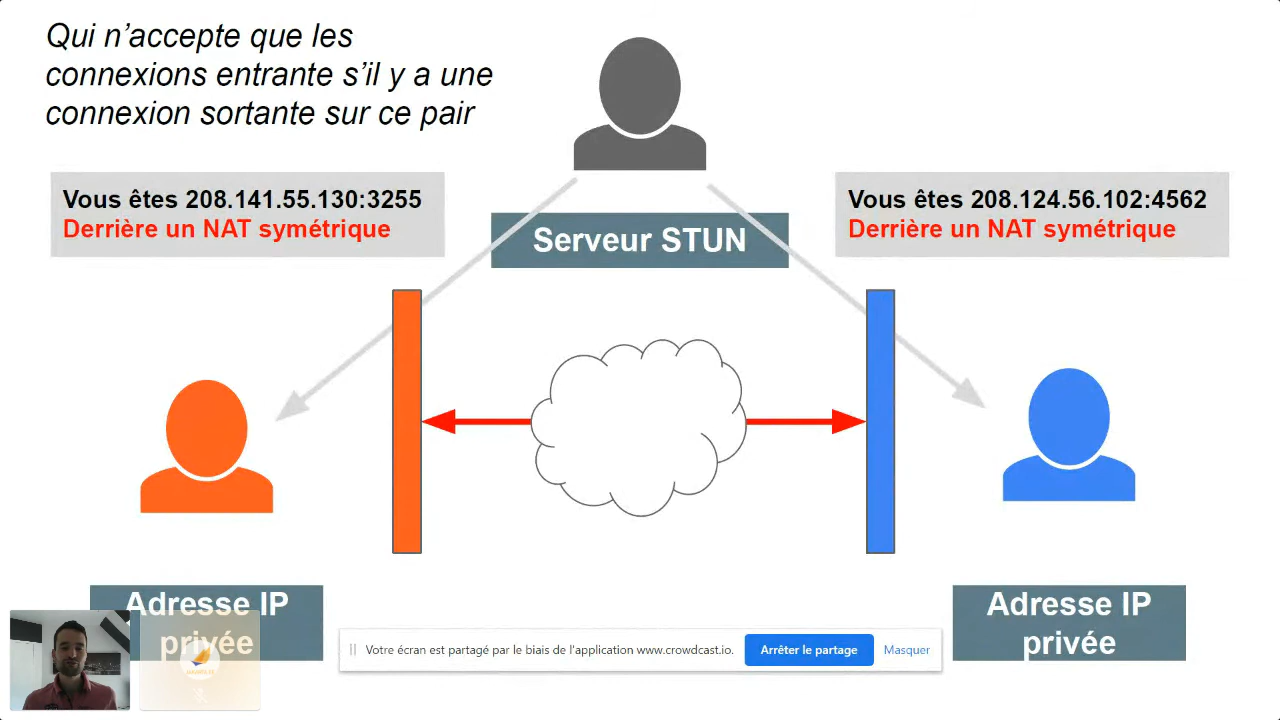 Qui n’accepte que les
connexions entrante s’il y a une
connexion sortante sur ce pair
Vous êtes 208.141.55.130:3255
Derrière un NAT symétrique
Vous êtes 208.124.56.102:4562
Derrière un NAT symétrique
Serveur STUN
Adresse IP
privée
Adresse IP
privée
est partagé par le biais de l'application www.crowdcast.io.
Arrêter le partage
Masquer